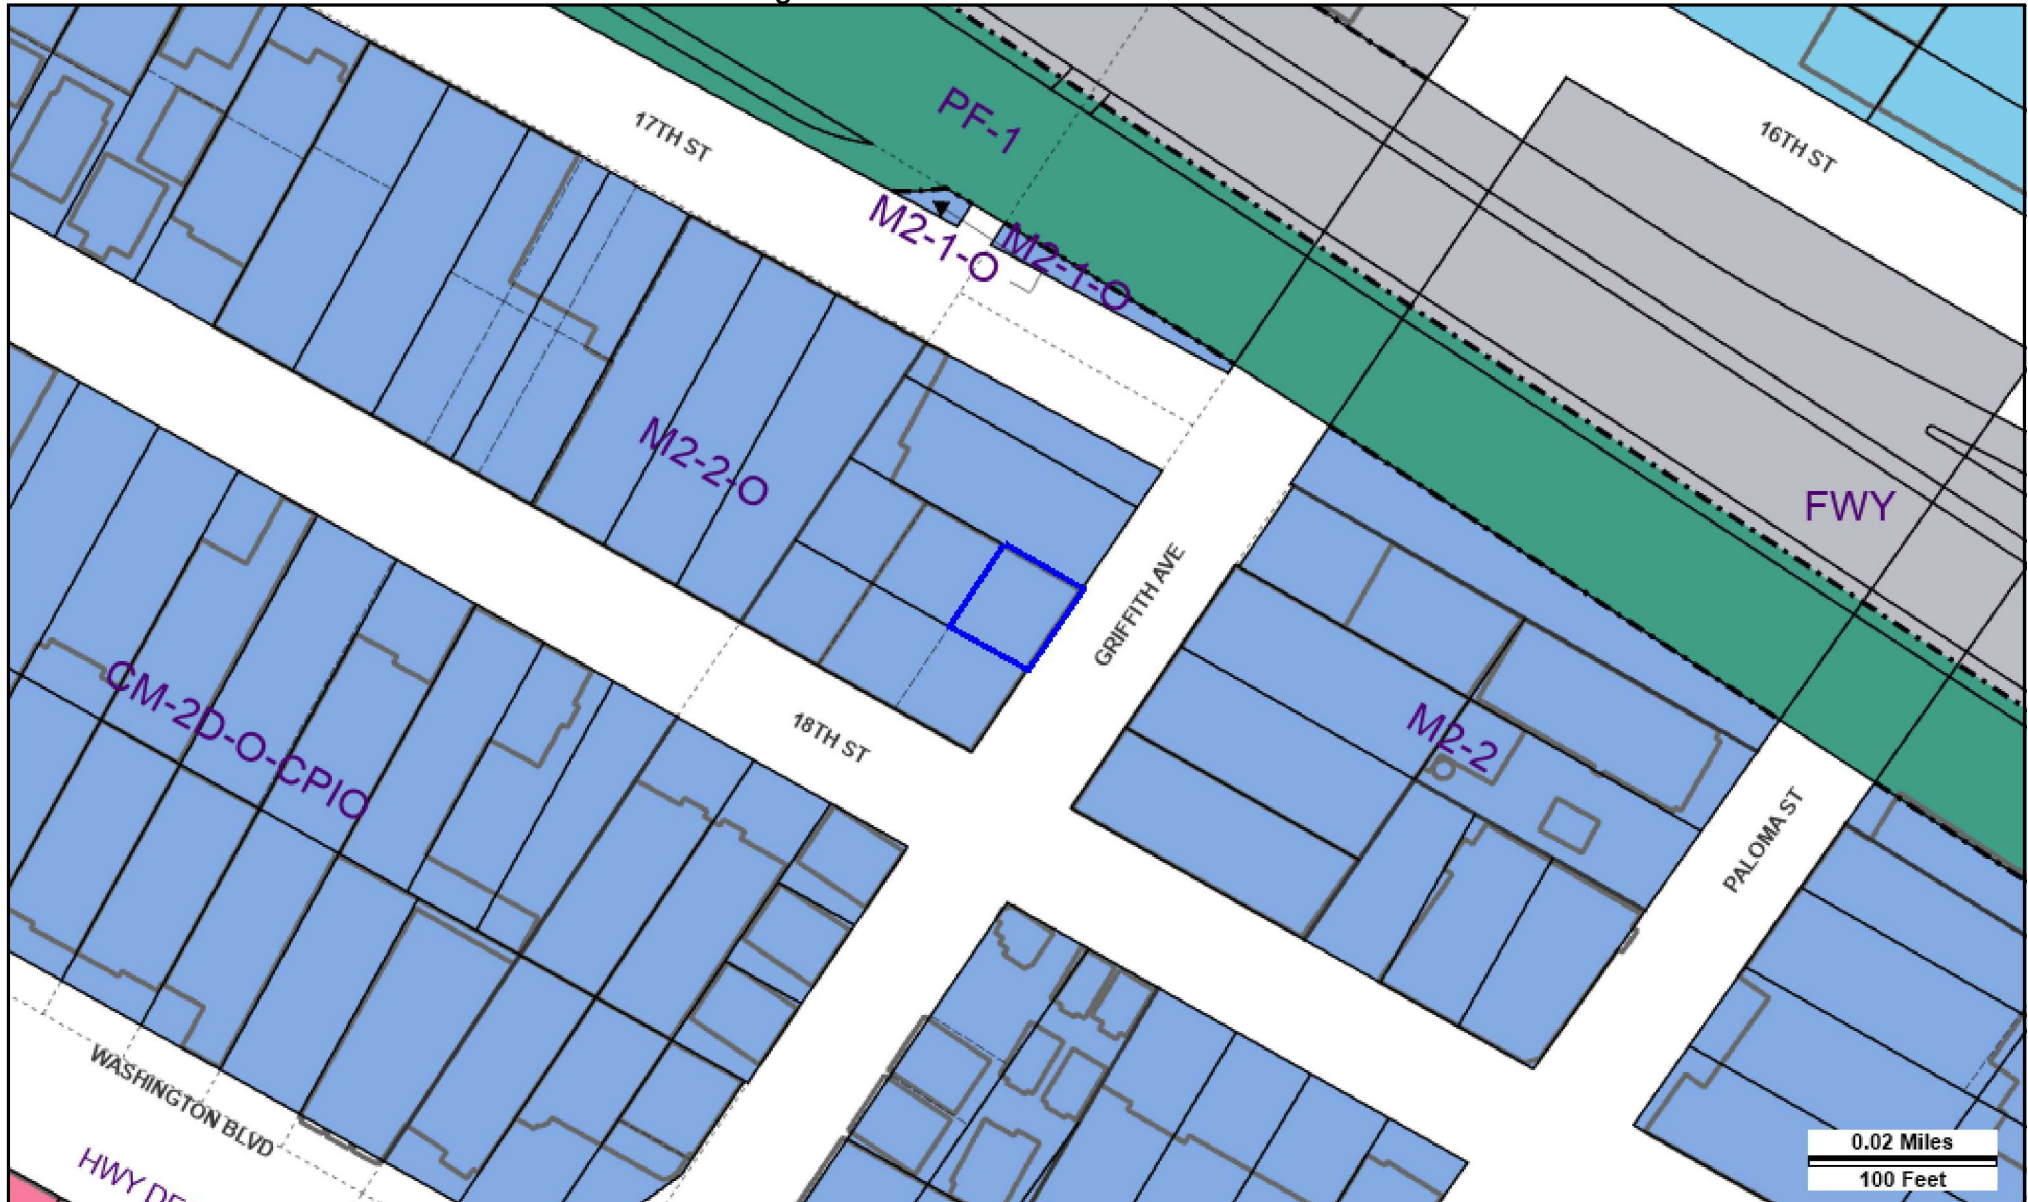 17TH ST
PF-1
16TH ST
M2-1-O
M2-1-O
M2-2-O
FWY
GRIFFITH AVE
CM-2D-O-CPIO
18TH ST
M2-2
PALOMA ST
WASHINGTON BLVD
HWY
0.02 Miles
100 Feet